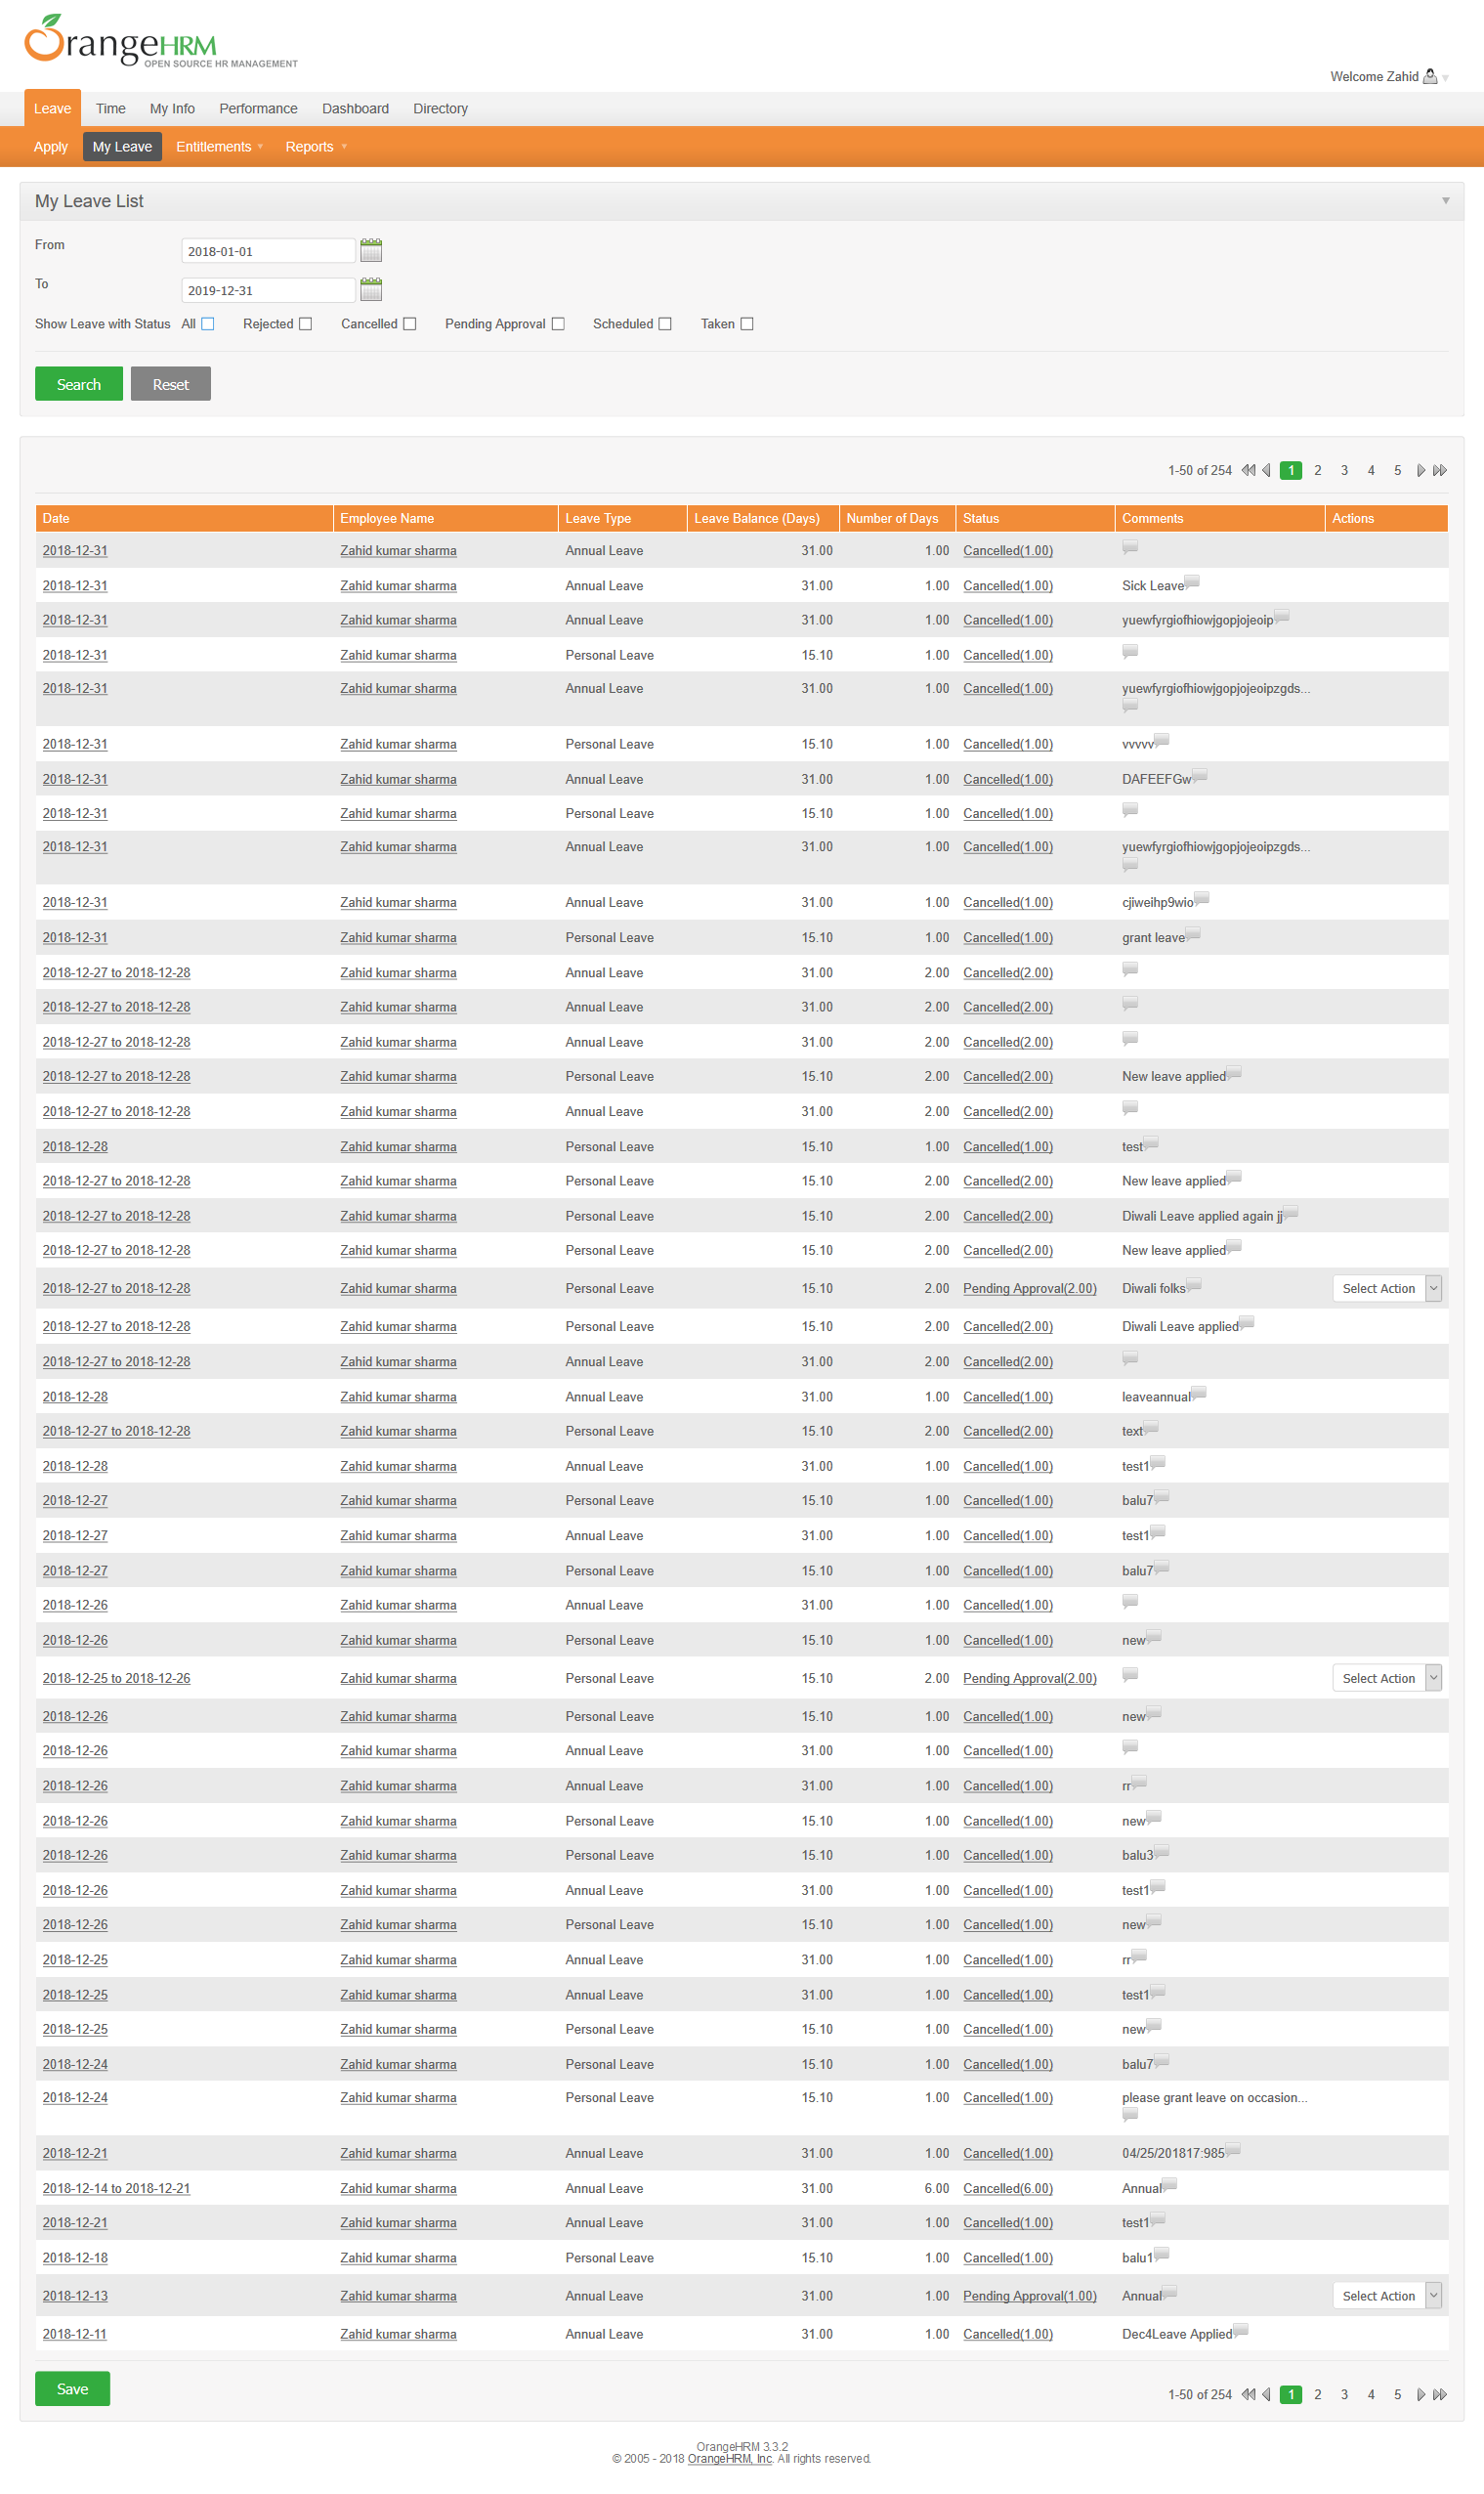 OrangeHRM
OPEN SOURCE HR MANAGEMENT
Welcome Zahid
Leave Time My Info Performance Dashboard Directory
Apply My Leave Entitlements Reports
My Leave List
From 2018-01-01
To 2019-12-31
Show Leave with Status All Rejected Cancelled Pending Approval Scheduled Taken
Search Reset
1-50 of 254 1 2 3 4 5
Date Employee Name Leave Type Leave Balance (Days) Number of Days Status Comments Actions
2018-12-31 Zahid kumar sharma Annual Leave 31.00 1.00 Cancelled(1.00)
2018-12-31 Zahid kumar sharma Annual Leave 31.00 1.00 Cancelled(1.00) Sick Leave
2018-12-31 Zahid kumar sharma Annual Leave 31.00 1.00 Cancelled(1.00) yuewfyrgiofhiowjgopjojeoip
2018-12-31 Zahid kumar sharma Personal Leave 15.10 1.00 Cancelled(1.00)
2018-12-31 Zahid kumar sharma Annual Leave 31.00 1.00 Cancelled(1.00) yuewfyrgiofhiowjgopjojeoipzgds...
2018-12-31 Zahid kumar sharma Personal Leave 15.10 1.00 Cancelled(1.00) vvvvv
2018-12-31 Zahid kumar sharma Annual Leave 31.00 1.00 Cancelled(1.00) DAFEEFGw
2018-12-31 Zahid kumar sharma Personal Leave 15.10 1.00 Cancelled(1.00)
2018-12-31 Zahid kumar sharma Annual Leave 31.00 1.00 Cancelled(1.00) yuewfyrgiofhiowjgopjojeoipzgds...
2018-12-31 Zahid kumar sharma Annual Leave 31.00 1.00 Cancelled(1.00) cjiweihp9wio
2018-12-31 Zahid kumar sharma Personal Leave 15.10 1.00 Cancelled(1.00) grant leave
2018-12-27 to 2018-12-28 Zahid kumar sharma Annual Leave 31.00 2.00 Cancelled(2.00)
2018-12-27 to 2018-12-28 Zahid kumar sharma Annual Leave 31.00 2.00 Cancelled(2.00)
2018-12-27 to 2018-12-28 Zahid kumar sharma Annual Leave 31.00 2.00 Cancelled(2.00)
2018-12-27 to 2018-12-28 Zahid kumar sharma Personal Leave 15.10 2.00 Cancelled(2.00) New leave applied
2018-12-27 to 2018-12-28 Zahid kumar sharma Annual Leave 31.00 2.00 Cancelled(2.00)
2018-12-28 Zahid kumar sharma Personal Leave 15.10 1.00 Cancelled(1.00) test
2018-12-27 to 2018-12-28 Zahid kumar sharma Personal Leave 15.10 2.00 Cancelled(2.00) New leave applied
2018-12-27 to 2018-12-28 Zahid kumar sharma Personal Leave 15.10 2.00 Cancelled(2.00) Diwali Leave applied again jj
2018-12-27 to 2018-12-28 Zahid kumar sharma Personal Leave 15.10 2.00 Cancelled(2.00) New leave applied
2018-12-27 to 2018-12-28 Zahid kumar sharma Personal Leave 15.10 2.00 Pending Approval(2.00) Diwali folks Select Action
2018-12-27 to 2018-12-28 Zahid kumar sharma Personal Leave 15.10 2.00 Cancelled(2.00) Diwali Leave applied
2018-12-27 to 2018-12-28 Zahid kumar sharma Annual Leave 31.00 2.00 Cancelled(2.00)
2018-12-28 Zahid kumar sharma Annual Leave 31.00 1.00 Cancelled(1.00) leaveannual
2018-12-27 to 2018-12-28 Zahid kumar sharma Personal Leave 15.10 2.00 Cancelled(2.00) text
2018-12-28 Zahid kumar sharma Annual Leave 31.00 1.00 Cancelled(1.00) test1
2018-12-27 Zahid kumar sharma Personal Leave 15.10 1.00 Cancelled(1.00) balu7
2018-12-27 Zahid kumar sharma Annual Leave 31.00 1.00 Cancelled(1.00) test1
2018-12-27 Zahid kumar sharma Personal Leave 15.10 1.00 Cancelled(1.00) balu7
2018-12-26 Zahid kumar sharma Annual Leave 31.00 1.00 Cancelled(1.00)
2018-12-26 Zahid kumar sharma Personal Leave 15.10 1.00 Cancelled(1.00) new
2018-12-25 to 2018-12-26 Zahid kumar sharma Personal Leave 15.10 2.00 Pending Approval(2.00) Select Action
2018-12-26 Zahid kumar sharma Personal Leave 15.10 1.00 Cancelled(1.00) new
2018-12-26 Zahid kumar sharma Annual Leave 31.00 1.00 Cancelled(1.00)
2018-12-26 Zahid kumar sharma Annual Leave 31.00 1.00 Cancelled(1.00) rr
2018-12-26 Zahid kumar sharma Personal Leave 15.10 1.00 Cancelled(1.00) new
2018-12-26 Zahid kumar sharma Personal Leave 15.10 1.00 Cancelled(1.00) balu3
2018-12-26 Zahid kumar sharma Annual Leave 31.00 1.00 Cancelled(1.00) test1
2018-12-26 Zahid kumar sharma Personal Leave 15.10 1.00 Cancelled(1.00) new
2018-12-25 Zahid kumar sharma Annual Leave 31.00 1.00 Cancelled(1.00) rr
2018-12-25 Zahid kumar sharma Annual Leave 31.00 1.00 Cancelled(1.00) test1
2018-12-25 Zahid kumar sharma Personal Leave 15.10 1.00 Cancelled(1.00) new
2018-12-24 Zahid kumar sharma Personal Leave 15.10 1.00 Cancelled(1.00) balu7
2018-12-24 Zahid kumar sharma Personal Leave 15.10 1.00 Cancelled(1.00) please grant leave on occasion...
2018-12-21 Zahid kumar sharma Annual Leave 31.00 1.00 Cancelled(1.00) 04/25/201817:985
2018-12-14 to 2018-12-21 Zahid kumar sharma Annual Leave 31.00 6.00 Cancelled(6.00) Annual
2018-12-21 Zahid kumar sharma Annual Leave 31.00 1.00 Cancelled(1.00) test1
2018-12-18 Zahid kumar sharma Personal Leave 15.10 1.00 Cancelled(1.00) balu1
2018-12-13 Zahid kumar sharma Annual Leave 31.00 1.00 Pending Approval(1.00) Annual Select Action
2018-12-11 Zahid kumar sharma Annual Leave 31.00 1.00 Cancelled(1.00) Dec4Leave Applied
Save 1-50 of 254 1 2 3 4 5
OrangeHRM 3.3.2
© 2005 - 2018 OrangeHRM, Inc. All rights reserved.